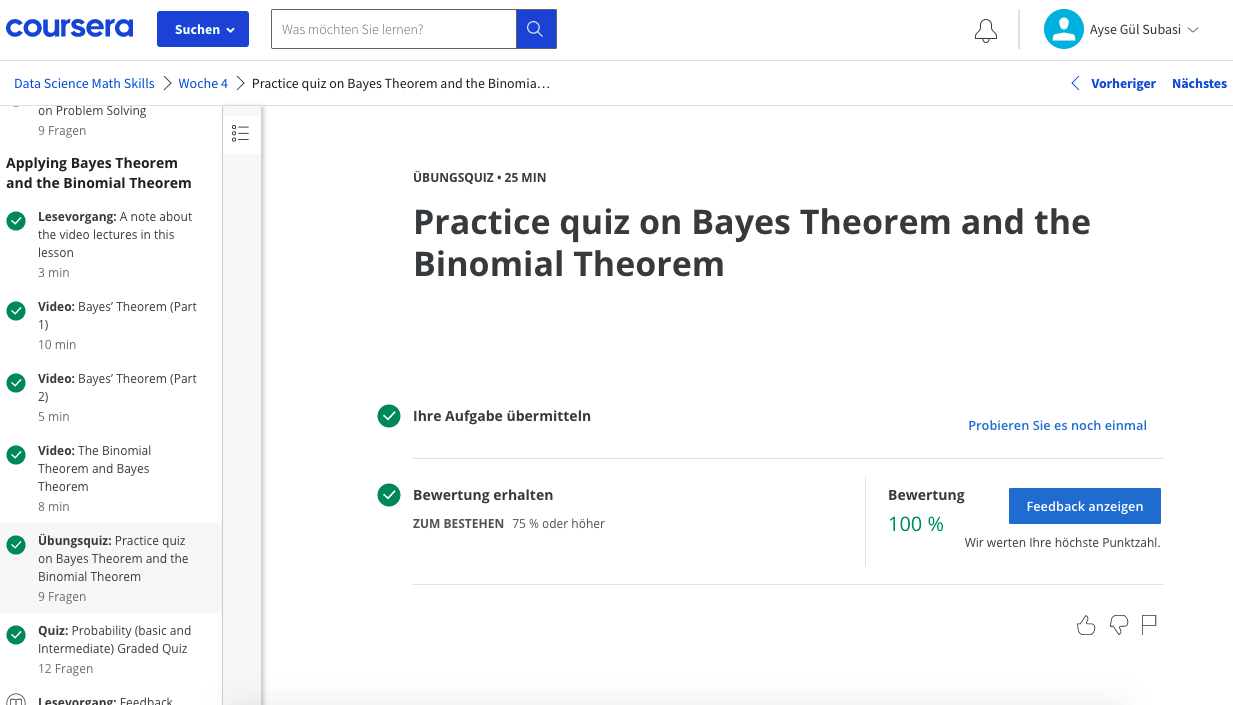 coursera
Suchen
Was möchten Sie lernen?
Ayse Gül Subasi
Data Science Math Skills
Woche 4
Practice quiz on Bayes Theorem and the Binomia…
Vorheriger
Nächstes
on Problem Solving
9 Fragen
Applying Bayes Theorem
and the Binomial Theorem
Lesevorgang: A note about
the video lectures in this
lesson
3 min
Video: Bayes’ Theorem (Part
1)
10 min
Video: Bayes’ Theorem (Part
2)
5 min
Video: The Binomial
Theorem and Bayes
Theorem
8 min
Übungsquiz: Practice quiz
on Bayes Theorem and the
Binomial Theorem
9 Fragen
Quiz: Probability (basic and
Intermediate) Graded Quiz
12 Fragen
Lesevorgang: Feedback
ÜBUNGSQUIZ • 25 MIN
Practice quiz on Bayes Theorem and the
Binomial Theorem
Ihre Aufgabe übermitteln
Probieren Sie es noch einmal
Bewertung erhalten
ZUM BESTEHEN 75 % oder höher
Bewertung
100 %
Feedback anzeigen
Wir werten Ihre höchste Punktzahl.